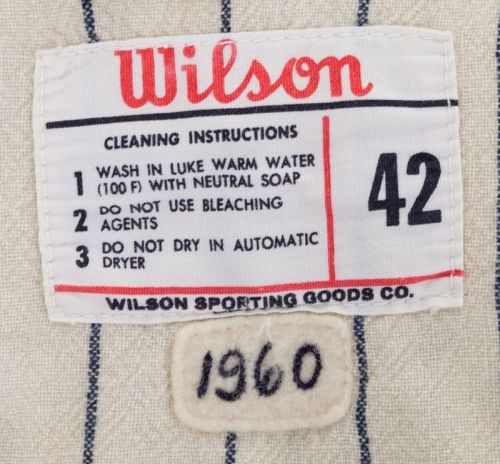 Wilson
CLEANING INSTRUCTIONS
1 WASH IN LUKE WARM WATER
(100 F) WITH NEUTRAL SOAP
2 DO NOT USE BLEACHING
AGENTS
3 DO NOT DRY IN AUTOMATIC
DRYER
42
WILSON SPORTING GOODS CO.
1960